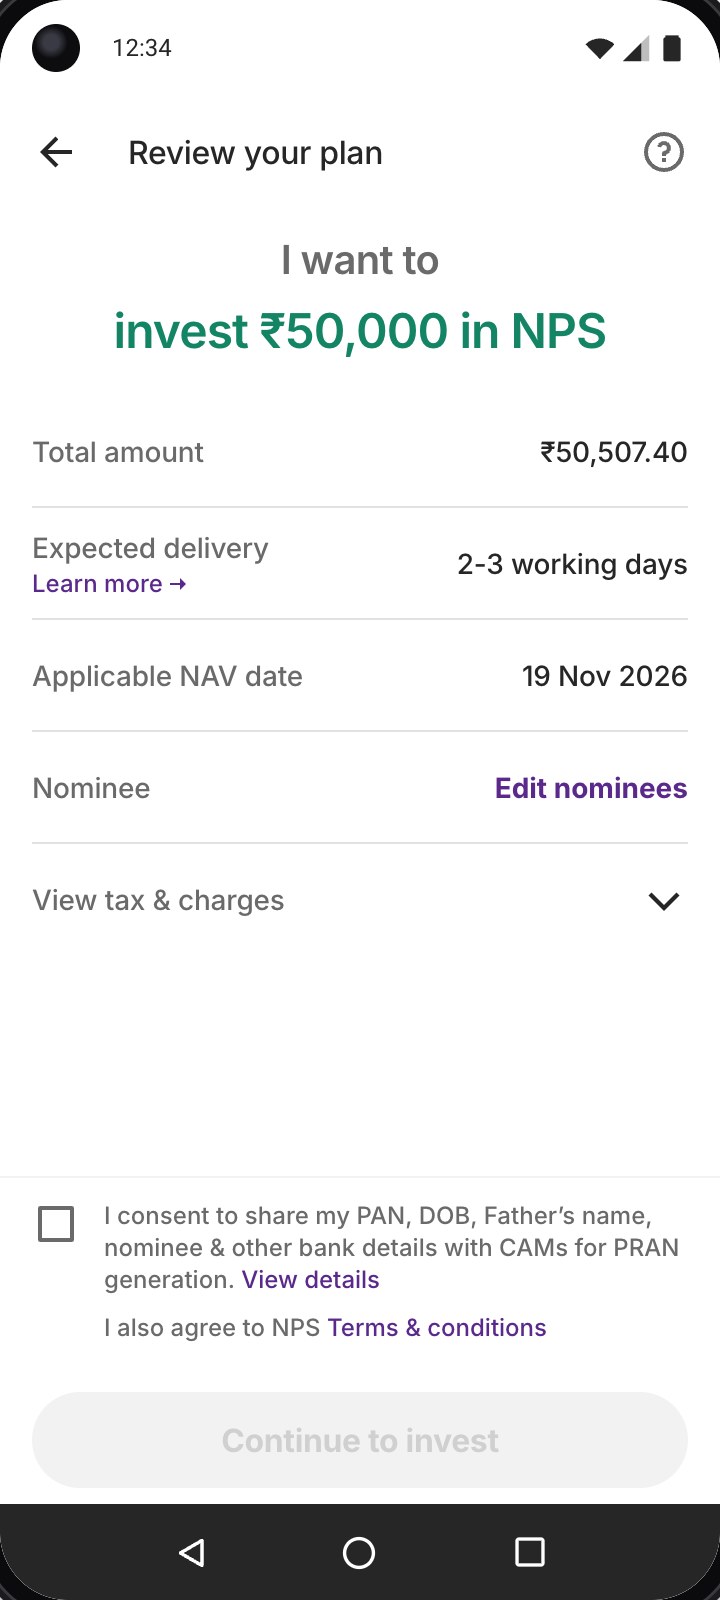 12:34
Review your plan
I want to
invest ₹50,000 in NPS
Total amount
₹50,507.40
Expected delivery
Learn more →
2-3 working days
Applicable NAV date
19 Nov 2026
Nominee
Edit nominees
View tax & charges
I consent to share my PAN, DOB, Father’s name,
nominee & other bank details with CAMs for PRAN
generation. View details
I also agree to NPS Terms & conditions
Continue to invest